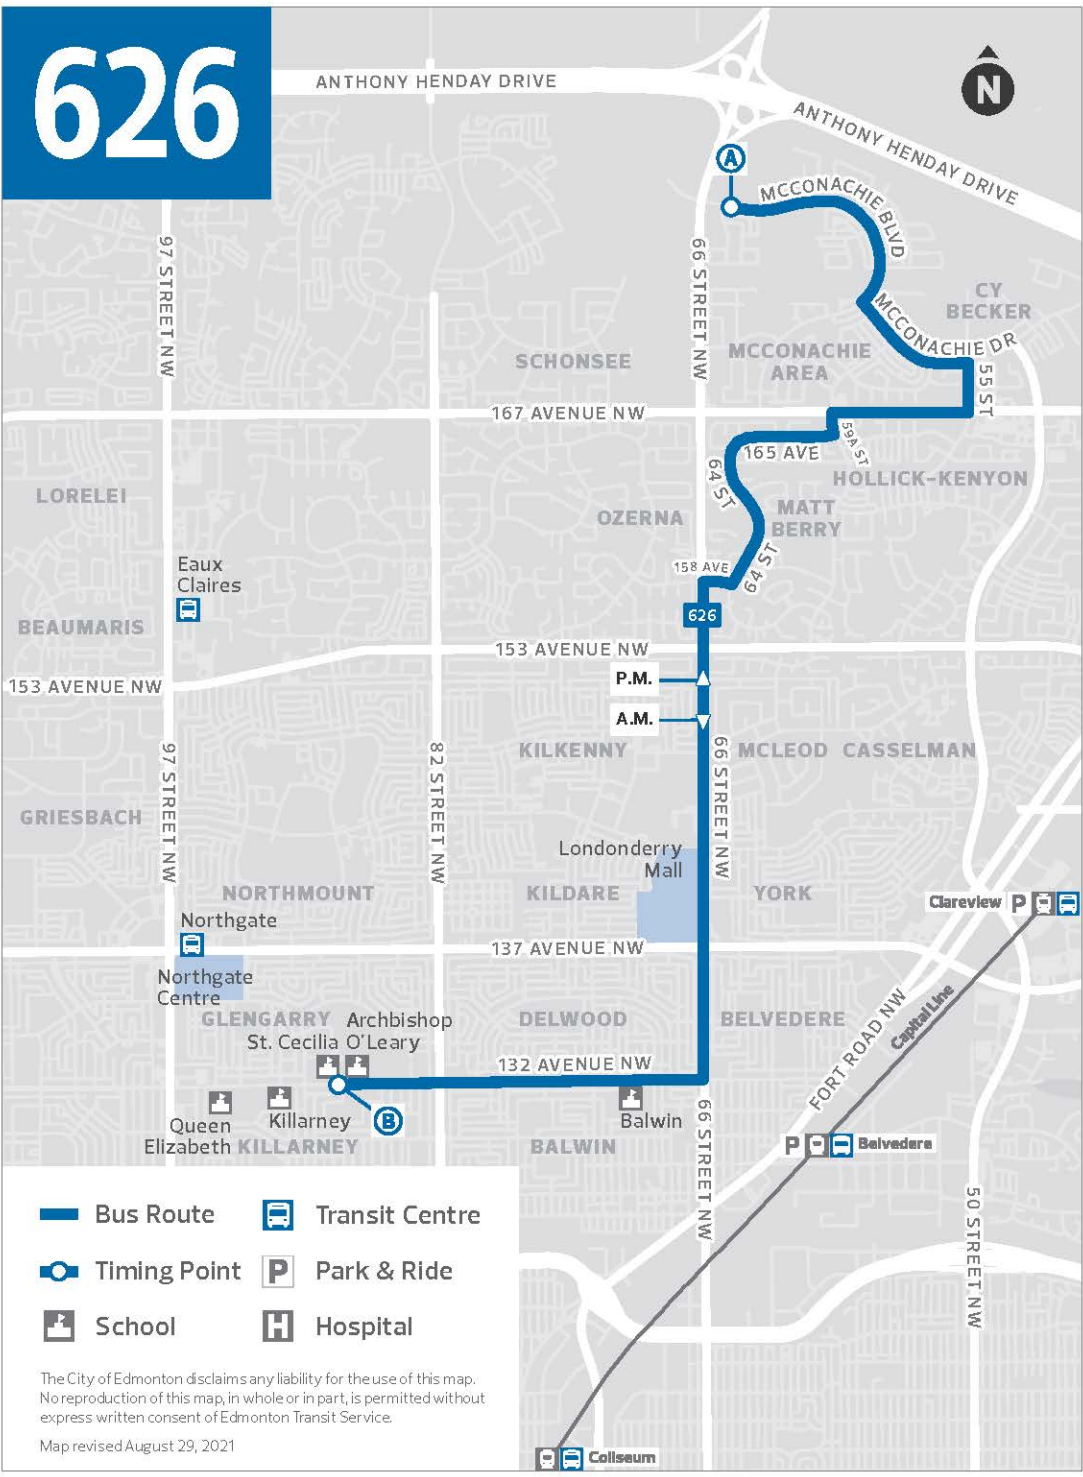 626
ANTHONY HENDAY DRIVE
ANTHONY HENDAY DRIVE
N
A
MCCONACHIE BLVD
97 STREET NW
66 STREET NW
CY
BECKER
MCCONACHIE DR
SCHONSEE
MCCONACHIE
AREA
55 ST
167 AVENUE NW
59A ST
165 AVE
64 ST
HOLLICK-KENYON
LORELEI
OZERNA
MATT
BERRY
Eaux
Claires
158 AVE
64 ST
626
BEAUMARIS
153 AVENUE NW
153 AVENUE NW
P.M.
A.M.
97 STREET NW
82 STREET NW
KILKENNY
66 STREET NW
MCLEOD
CASSELMAN
GRIESBACH
Londonderry
Mall
NORTHMOUNT
KILDARE
YORK
Clareview P
Northgate
137 AVENUE NW
Northgate
Centre
GLENGARRY
Archbishop
O'Leary
St. Cecilia
DELWOOD
BELVEDERE
FORT ROAD NW
Capital Line
132 AVENUE NW
Queen
Elizabeth
Killarney
B
KILLARNEY
Balwin
BALWIN
66 STREET NW
P Belvedere
50 STREET NW
Bus Route
Transit Centre
Timing Point
P Park & Ride
School
H Hospital
The City of Edmonton disclaims any liability for the use of this map.
No reproduction of this map, in whole or in part, is permitted without
express written consent of Edmonton Transit Service.
Map revised August 29, 2021
Coliseum